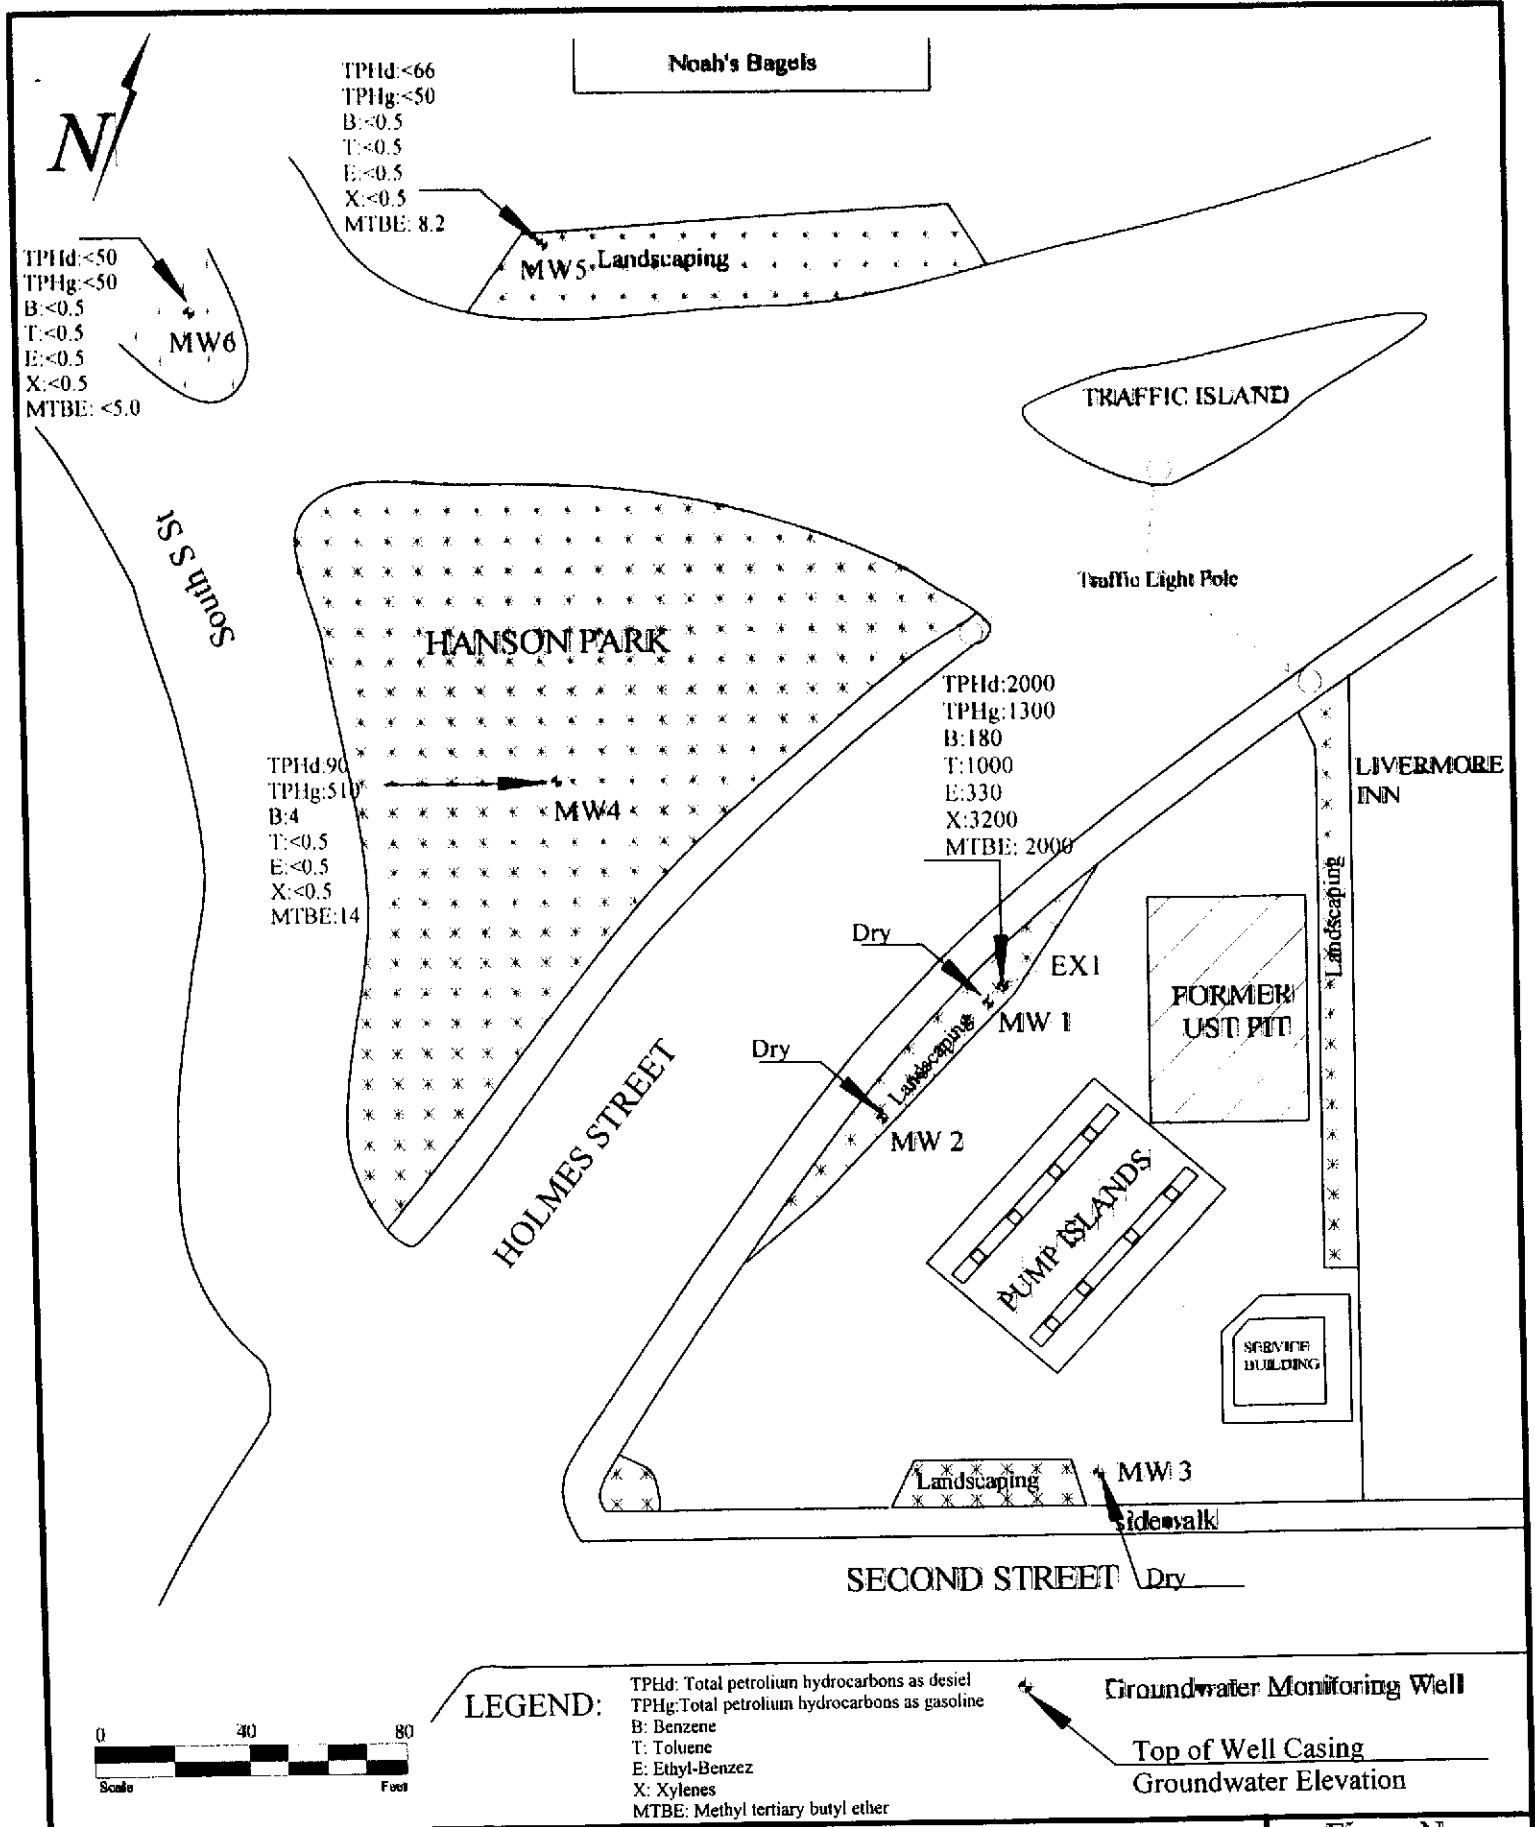 Noah's Bagels
N
TPHd:<66
TPHg:<50
B:<0.5
T:<0.5
E:<0.5
X:<0.5
MTBE: 8.2
MW5
Landscaping
TPHd:<50
TPHg:<50
B:<0.5
T:<0.5
E:<0.5
X:<0.5
MTBE: <5.0
MW6
TRAFFIC ISLAND
Traffic Light Pole
South S St
HANSON PARK
TPHd:2000
TPHg:1300
B:180
T:1000
E:330
X:3200
MTBE: 2000
TPHd:90
TPHg:510
B:4
T:<0.5
E:<0.5
X:<0.5
MTBE:14
MW4
LIVERMORE
INN
Landscaping
Dry
EX1
MW 1
FORMER
UST PIT
Dry
Landscaping
MW 2
HOLMES STREET
PUMP ISLANDS
SERVICE
BUILDING
Landscaping
MW 3
sidewalk
SECOND STREET
Dry
LEGEND:
TPHd: Total petrolium hydrocarbons as desiel
TPHg:Total petrolium hydrocarbons as gasoline
B: Benzene
T: Toluene
E: Ethyl-Benzez
X: Xylenes
MTBE: Methyl tertiary butyl ether
Groundwater Monitoring Well
Top of Well Casing
Groundwater Elevation
0 40 80
Scale Feet